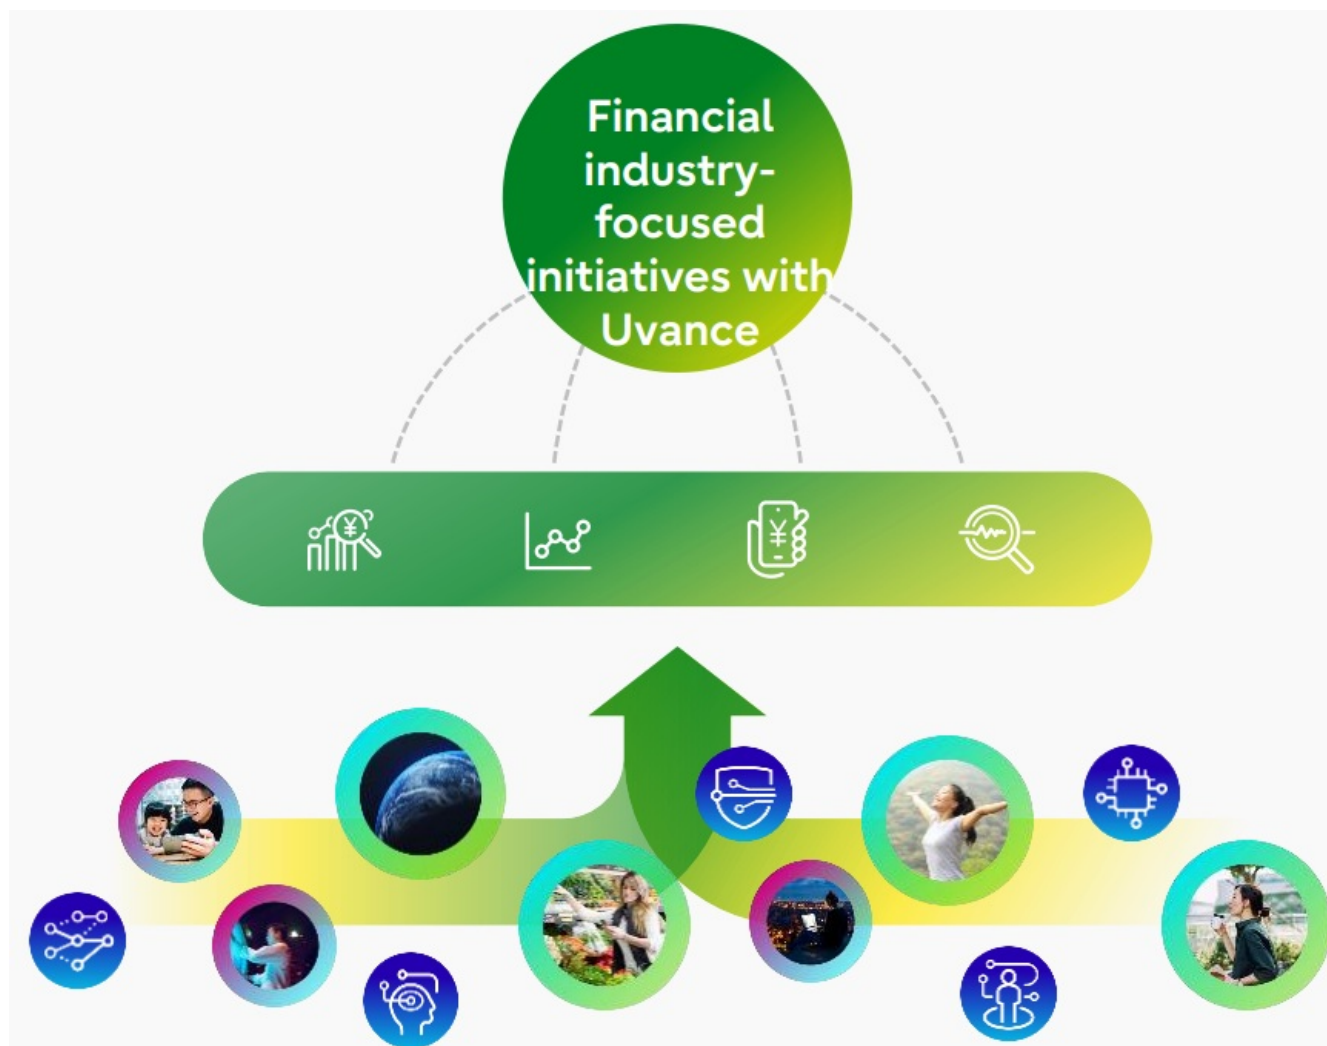 Financial
industry-
focused
initiatives with
Uvance
¥
¥